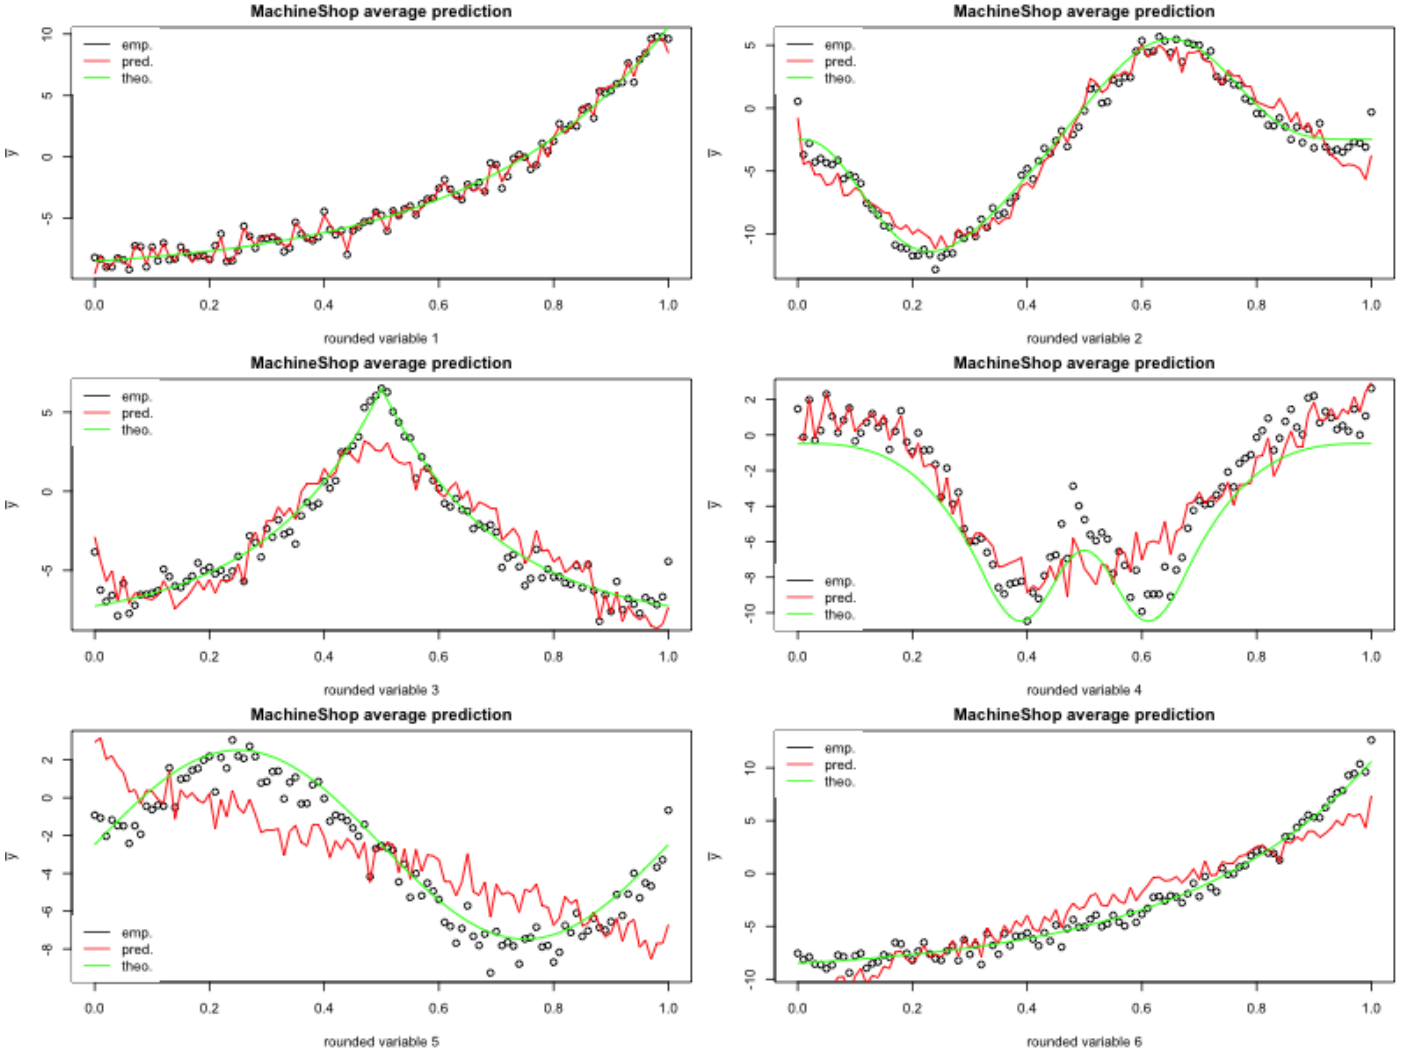 MachineShop average prediction
emp.
pred.
theo.
10
5
0
-5
y
0.0 0.2 0.4 0.6 0.8 1.0
rounded variable 1
MachineShop average prediction
emp.
pred.
theo.
5
0
-5
-10
y
0.0 0.2 0.4 0.6 0.8 1.0
rounded variable 2
MachineShop average prediction
emp.
pred.
theo.
5
0
-5
y
0.0 0.2 0.4 0.6 0.8 1.0
rounded variable 3
MachineShop average prediction
2
0
-2
-4
-6
-8
-10
y
emp.
pred.
theo.
0.0 0.2 0.4 0.6 0.8 1.0
rounded variable 4
MachineShop average prediction
2
0
-2
-4
-6
-8
y
emp.
pred.
theo.
0.0 0.2 0.4 0.6 0.8 1.0
rounded variable 5
MachineShop average prediction
emp.
pred.
theo.
10
5
0
-5
-10
y
0.0 0.2 0.4 0.6 0.8 1.0
rounded variable 6